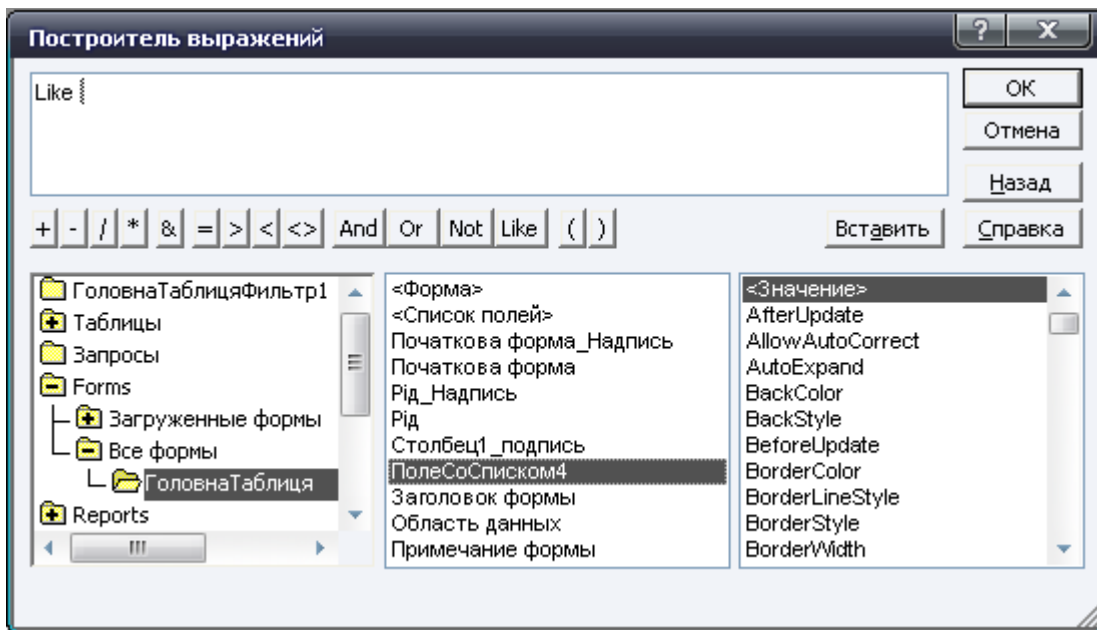 Построитель выражений
?
X
Like
ОК
Отмена
Назад
+ - / * & = > < <> And Or Not Like ( )
Вставить
Справка
ГоловнаТаблицяФильтр1
Таблицы
Запросы
Forms
Загруженные формы
Все формы
ГоловнаТаблиця
Reports
<Форма>
<Список полей>
Початкова форма_Надпись
Початкова форма
Рід_Надпись
Рід
Столбец1_подпись
ПолеСоСписком4
Заголовок формы
Область данных
Примечание формы
<Значение>
AfterUpdate
AllowAutoCorrect
AutoExpand
BackColor
BackStyle
BeforeUpdate
BorderColor
BorderLineStyle
BorderStyle
BorderWidth